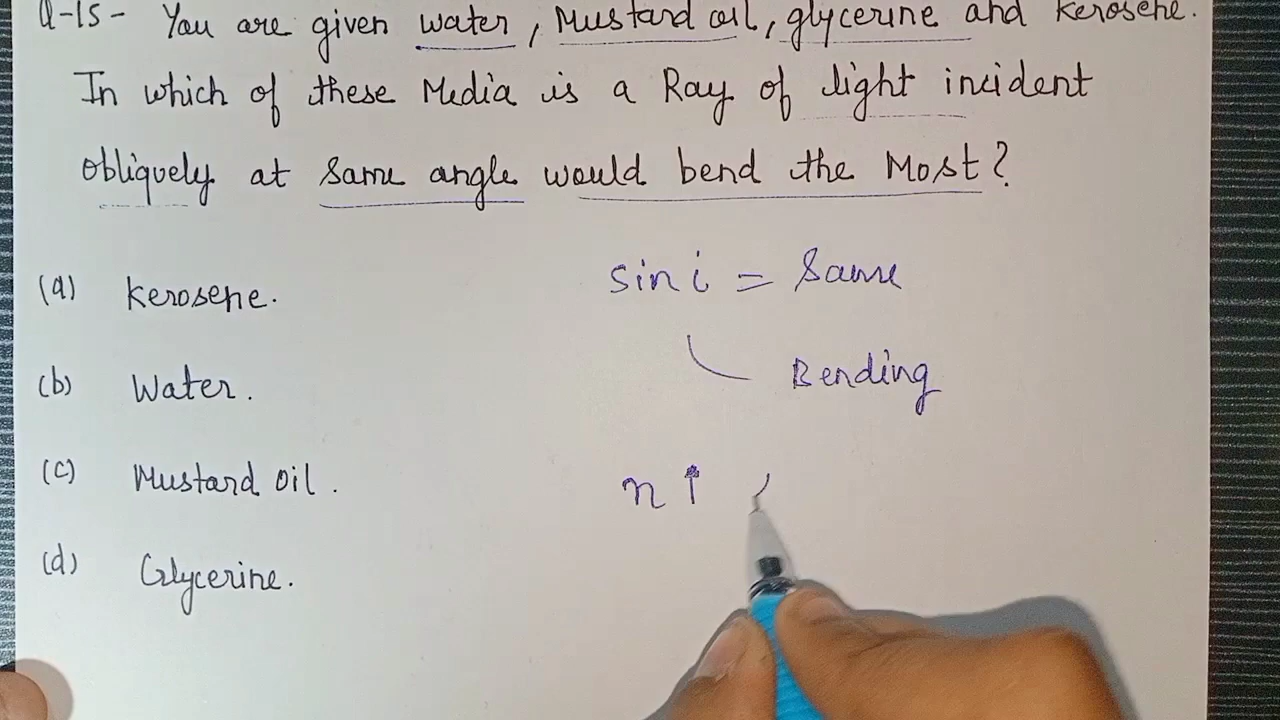 Q-15- You are given water, Mustard oil, glycerine and kerosene.
In which of these Media is a Ray of light incident
obliquely at same angle would bend the Most?
(a) Kerosene.
(b) Water.
(c) Mustard oil.
(d) Glycerine.
sin i = Same
Bending
n ↑